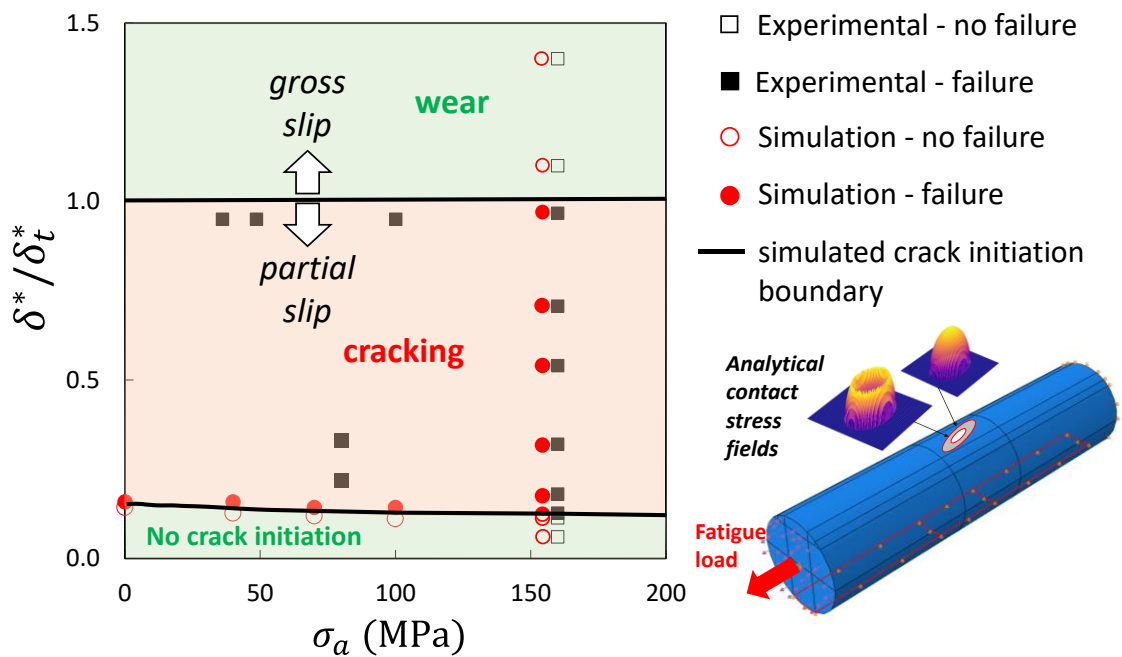 1.5
1.0
0.5
0.0
0
50
100
150
200
δ*/δ*ₜ
σₐ (MPa)
gross
slip
wear
partial
slip
cracking
No crack initiation
Experimental - no failure
Experimental - failure
Simulation - no failure
Simulation - failure
simulated crack initiation
boundary
Analytical
contact
stress
fields
Fatigue
load